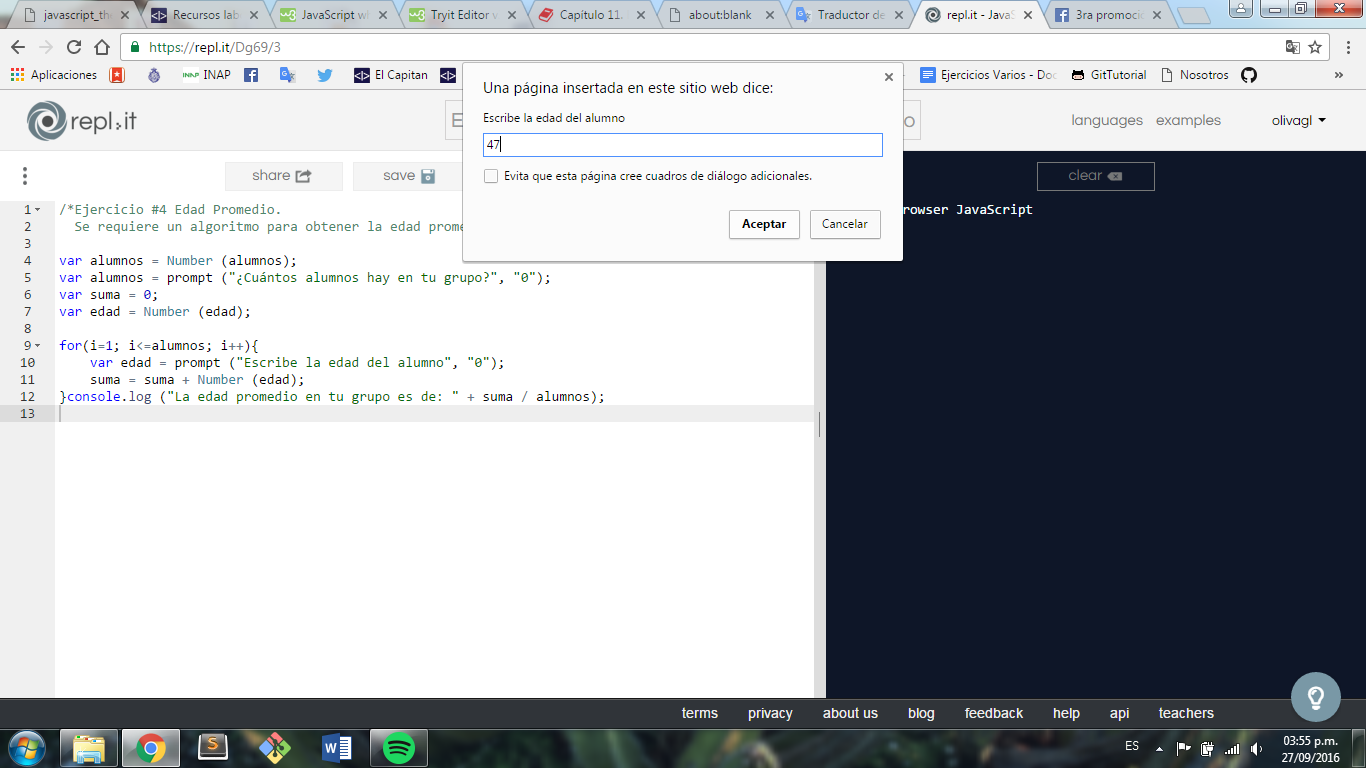 javascript_the
Recursos lab
JavaScript wi
Tryit Editor v
Capítulo 11.
about:blank
Traductor de
repl.it - JavaS
3ra promoció
https://repl.it/Dg69/3
Aplicaciones
INAP
El Capitan
Ejercicios Varios - Doc
GitTutorial
Nosotros
»
repl.it
languages
examples
olivagl
Una página insertada en este sitio web dice:
Escribe la edad del alumno
47
Evita que esta página cree cuadros de diálogo adicionales.
Aceptar
Cancelar
share
save
clear
rowser JavaScript
1 /*Ejercicio #4 Edad Promedio.
2 Se requiere un algoritmo para obtener la edad prome
3
4 var alumnos = Number (alumnos);
5 var alumnos = prompt ("¿Cuántos alumnos hay en tu grupo?", "0");
6 var suma = 0;
7 var edad = Number (edad);
8
9 for(i=1; i<=alumnos; i++){
10 var edad = prompt ("Escribe la edad del alumno", "0");
11 suma = suma + Number (edad);
12 }console.log ("La edad promedio en tu grupo es de: " + suma / alumnos);
13
terms
privacy
about us
blog
feedback
help
api
teachers
ES
03:55 p.m.
27/09/2016